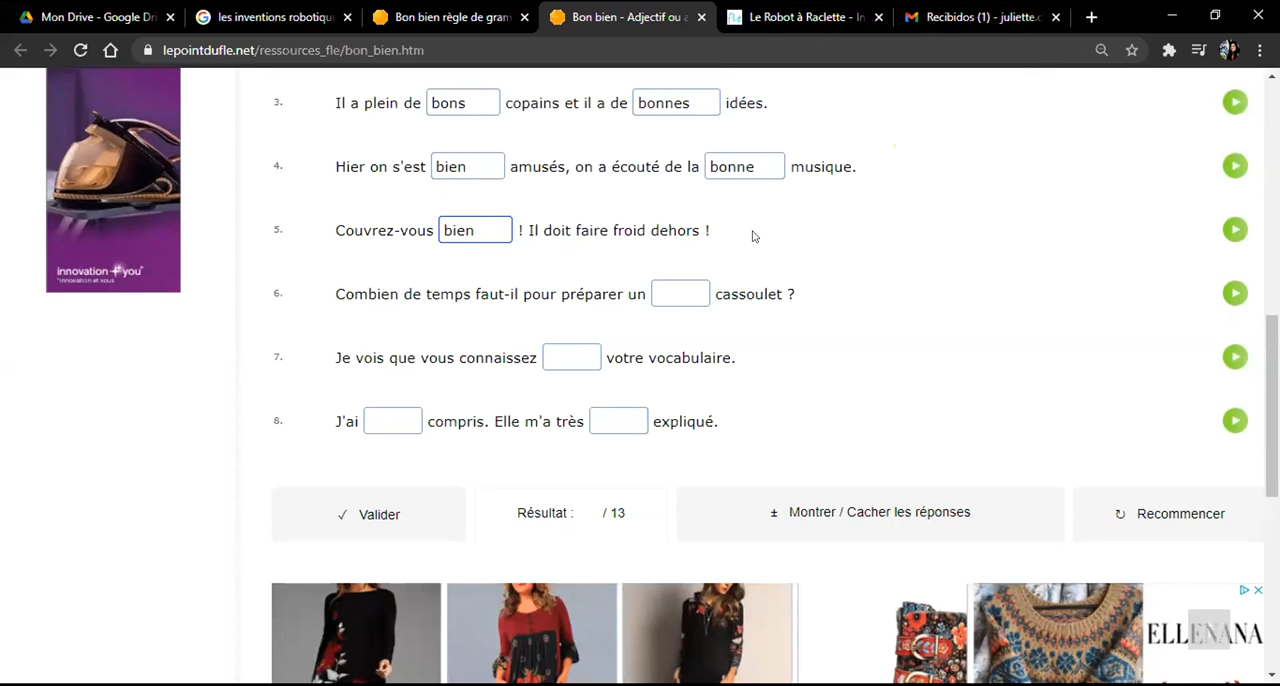 Mon Drive - Google Dri
les inventions robotiqu
Bon bien règle de gram
Bon bien - Adjectif ou a
Le Robot à Raclette - In
Recibidos (1) - juliette.c
lepointdufle.net/ressources_fle/bon_bien.htm
3. Il a plein de bons copains et il a de bonnes idées.
4. Hier on s'est bien amusés, on a écouté de la bonne musique.
5. Couvrez-vous bien ! Il doit faire froid dehors !
6. Combien de temps faut-il pour préparer un cassoulet ?
7. Je vois que vous connaissez votre vocabulaire.
8. J'ai compris. Elle m'a très expliqué.
innovation + you
✓ Valider
Résultat : / 13
± Montrer / Cacher les réponses
↻ Recommencer
ELLENANA